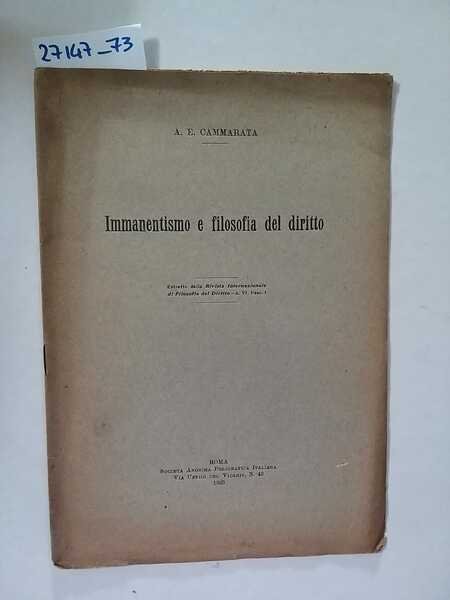 27147_73
A. E. CAMMARATA
Immanentismo e filosofia del diritto
Estratto dalla Rivista Internazionale
di Filosofia del Diritto - A. VI Fasc. I
ROMA
SOCIETÀ ANONIMA POLIGRAFICA ITALIANA
VIA UFFICI DEL VICARIO, N. 43